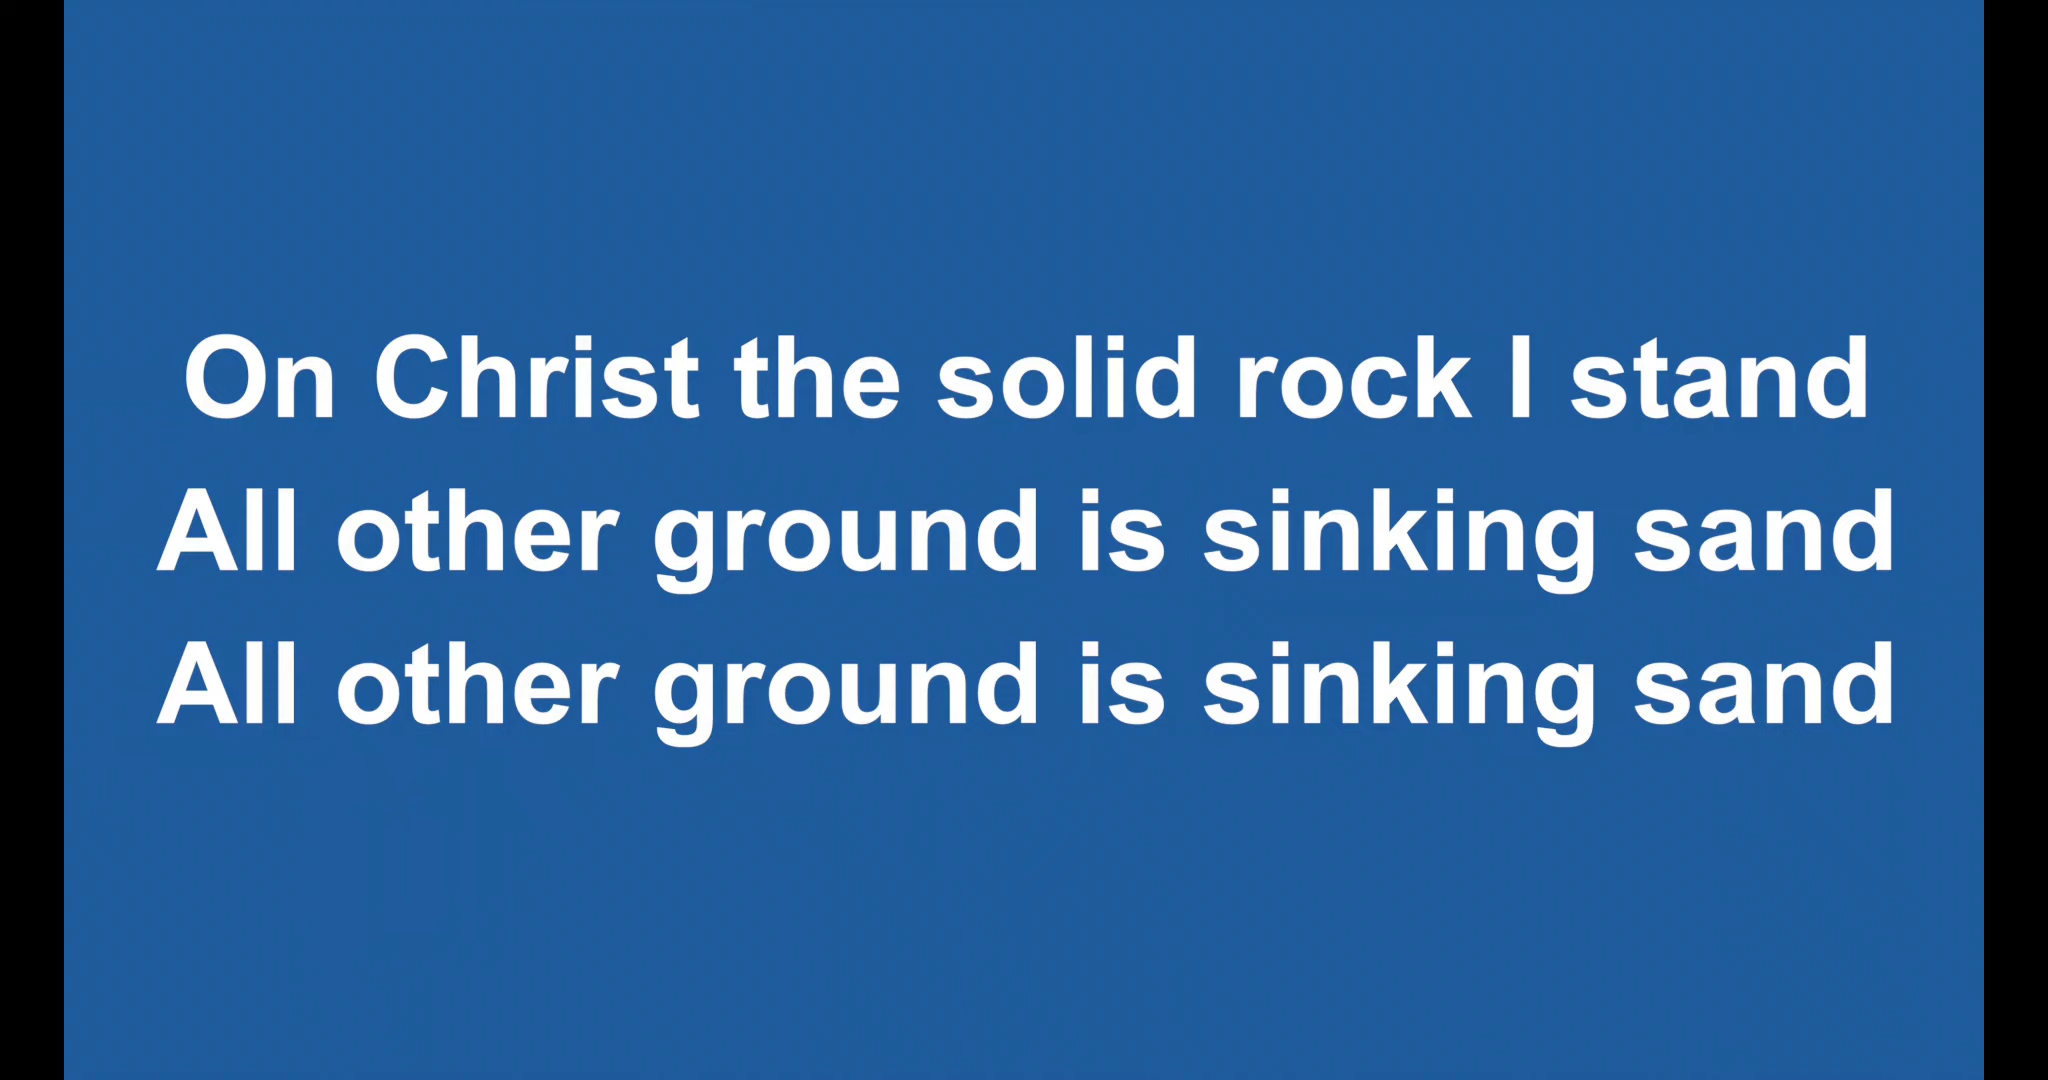 On Christ the solid rock I stand
All other ground is sinking sand
All other ground is sinking sand